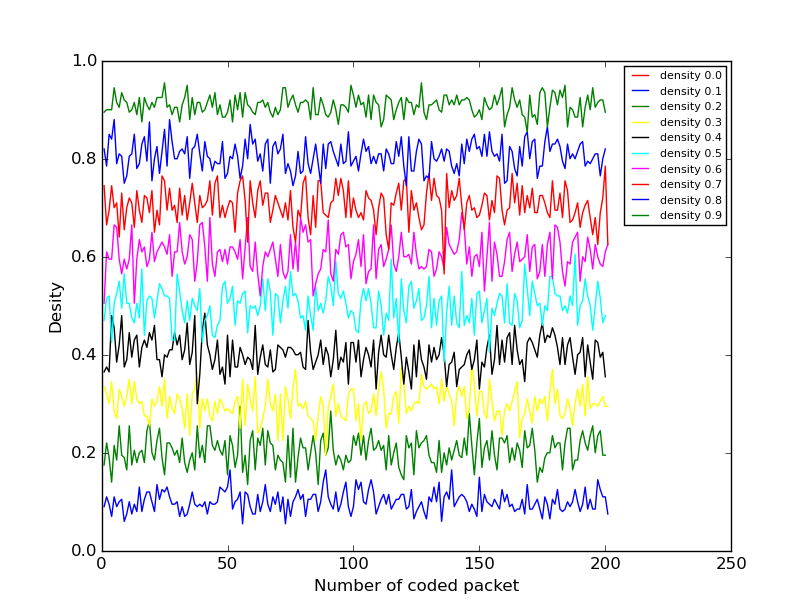 1.0
0.8
0.6
0.4
0.2
0.0
Desity
0
50
100
150
200
250
Number of coded packet
density 0.0
density 0.1
density 0.2
density 0.3
density 0.4
density 0.5
density 0.6
density 0.7
density 0.8
density 0.9